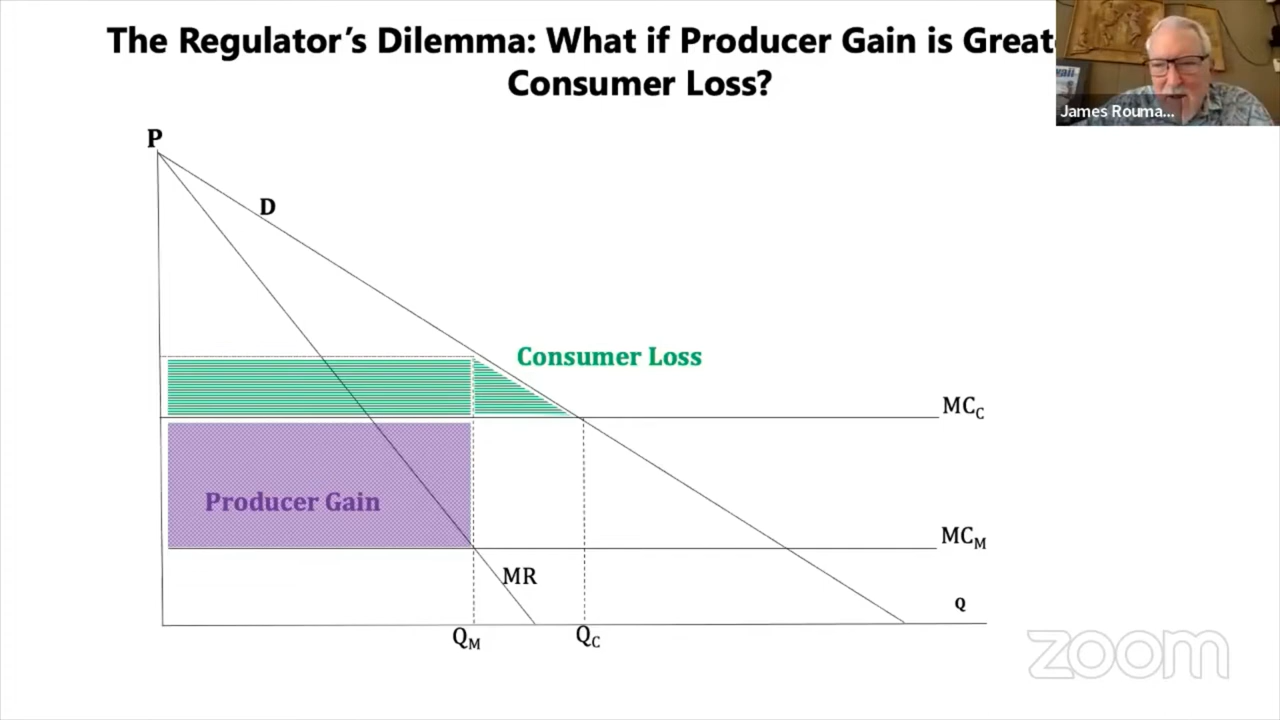 The Regulator's Dilemma: What if Producer Gain is Great
Consumer Loss?
James Rouma...
P
D
Consumer Loss
MCC
Producer Gain
MCM
MR
Q
QM
QC
zoom